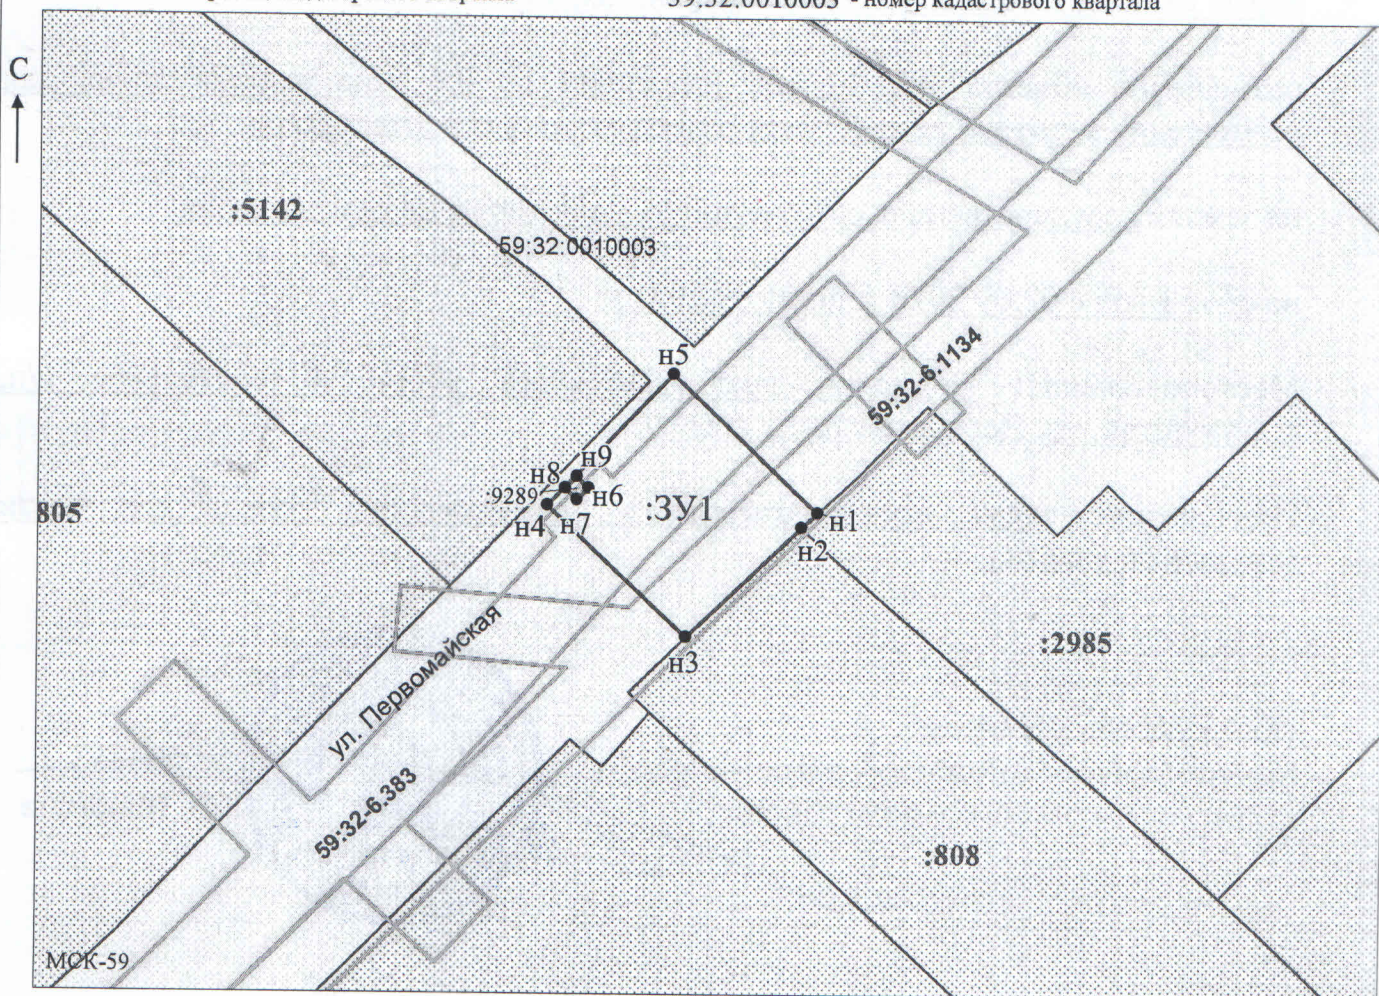 59:32:0010003 - номер кадастрового квартала
С
:5142
59:32:0010003
н5
59:32-6.1134
н9
н8
:9289
н6
:ЗУ1
805
н4
н7
н1
н2
ул. Первомайская
н3
:2985
59:32-6.383
:808
МСК-59